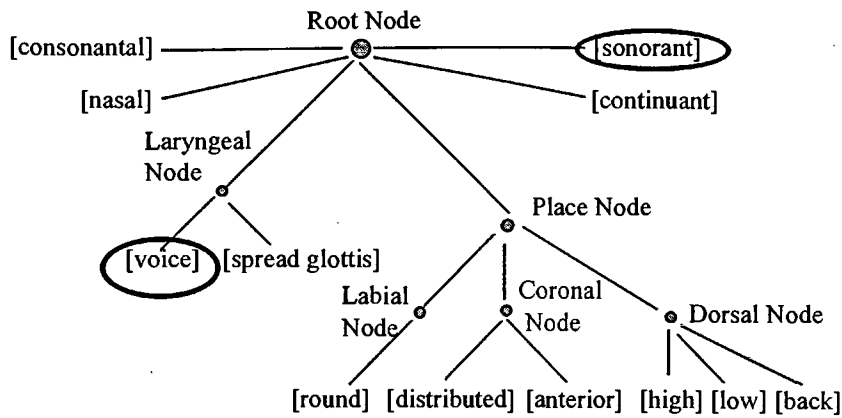 Root Node
[consonantal]
[sonorant]
[nasal]
[continuant]
Laryngeal
Node
Place Node
[voice] [spread glottis]
Labial
Node
Coronal
Node
Dorsal Node
[round] [distributed] [anterior] [high] [low] [back]